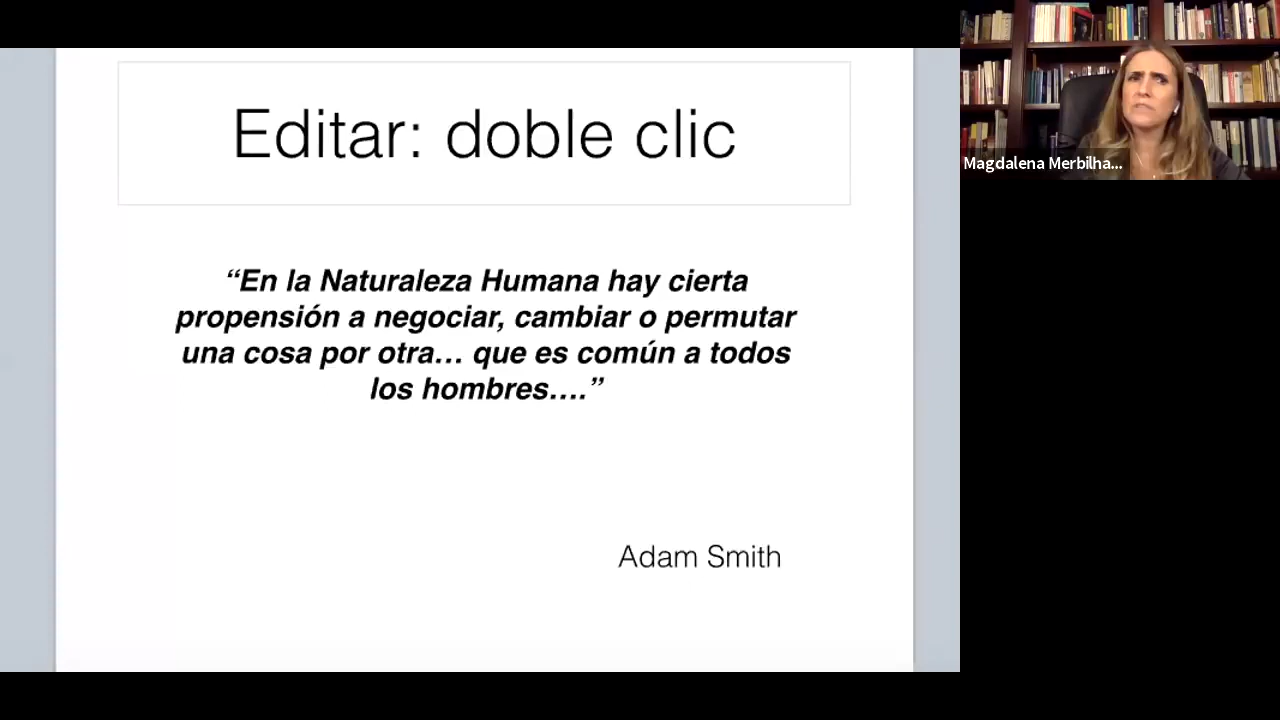 Editar: doble clic
“En la Naturaleza Humana hay cierta
propensión a negociar, cambiar o permutar
una cosa por otra… que es común a todos
los hombres….”
Adam Smith
Magdalena Merbilha...